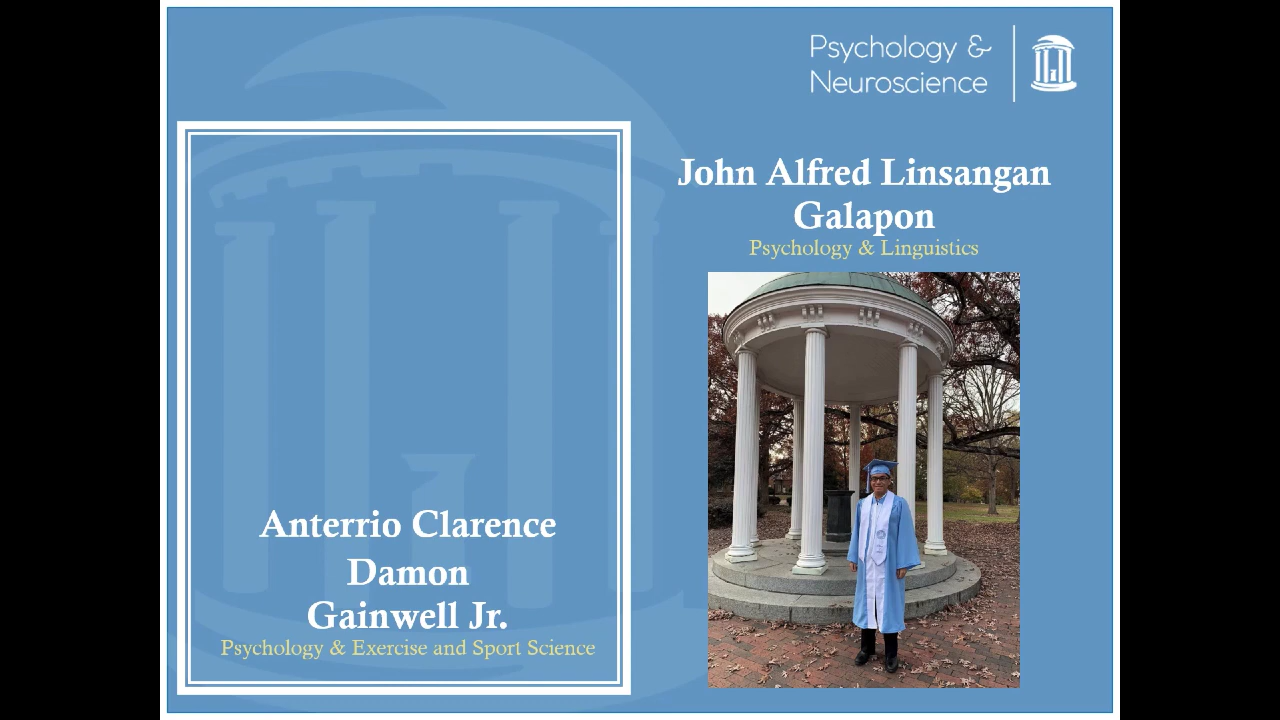 Psychology &
Neuroscience
Anterrio Clarence
Damon
Gainwell Jr.
Psychology & Exercise and Sport Science
John Alfred Linsangan
Galapon
Psychology & Linguistics